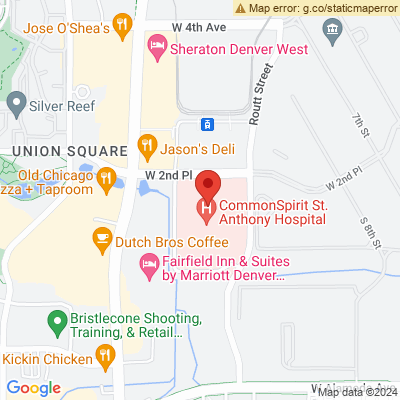 Map error: g.co/staticmaperror
W 4th Ave
Jose O'Shea's
Sheraton Denver West
Routt Street
Silver Reef
7th St
Jason's Deli
UNION SQUARE
W 2nd Pl
W 2nd Pl
Old Chicago
zza + Taproom
CommonSpirit St.
Anthony Hospital
H
S 8th St
Dutch Bros Coffee
Fairfield Inn & Suites
by Marriott Denver...
Bristlecone Shooting,
Training, & Retail...
Kickin Chicken
Google
W Alameda Ave
Map data ©2024